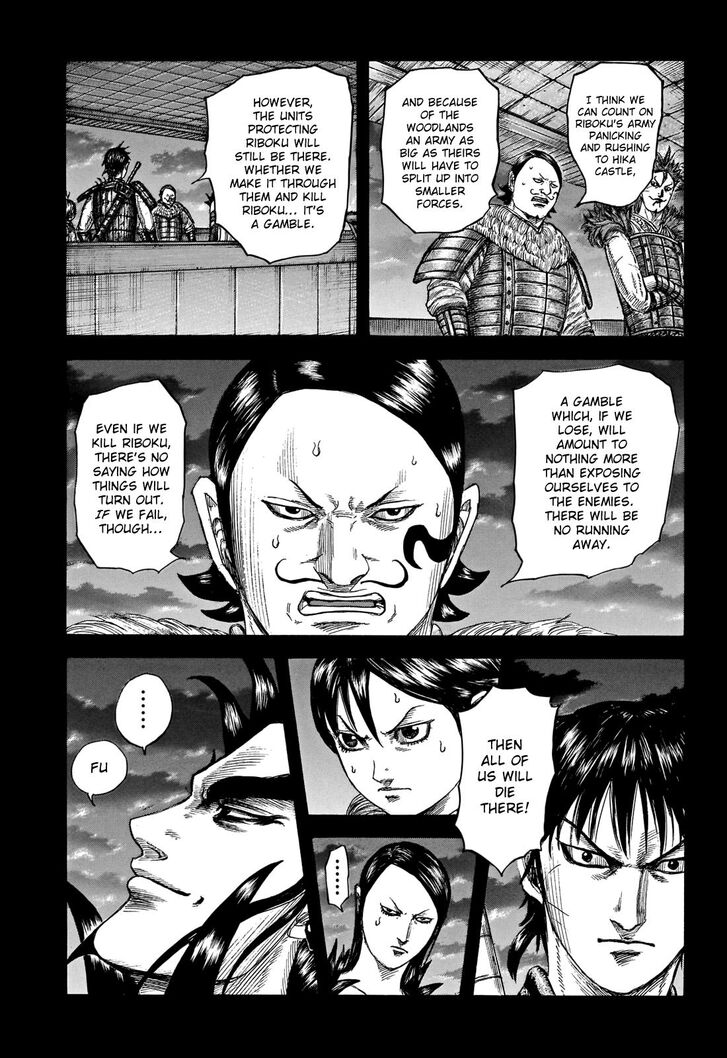 I THINK WE
CAN COUNT ON
RIBOKU'S ARMY
PANICKING
AND RUSHING
TO HIKA
CASTLE,
AND BECAUSE
OF THE
WOODLANDS
AN ARMY AS
BIG AS THEIRS
WILL HAVE TO
SPLIT UP INTO
SMALLER
FORCES.
HOWEVER,
THE UNITS
PROTECTING
RIBOKU WILL
STILL BE THERE.
WHETHER WE
MAKE IT THROUGH
THEM AND KILL
RIBOKU... IT'S
A GAMBLE.
A GAMBLE
WHICH, IF WE
LOSE, WILL
AMOUNT TO
NOTHING MORE
THAN EXPOSING
OURSELVES TO
THE ENEMIES.
THERE WILL BE
NO RUNNING
AWAY.
EVEN IF WE
KILL RIBOKU,
THERE'S NO
SAYING HOW
THINGS WILL
TURN OUT.
IF WE FAIL,
THOUGH...
THEN
ALL OF
US WILL
DIE
THERE!
......
.....
FU